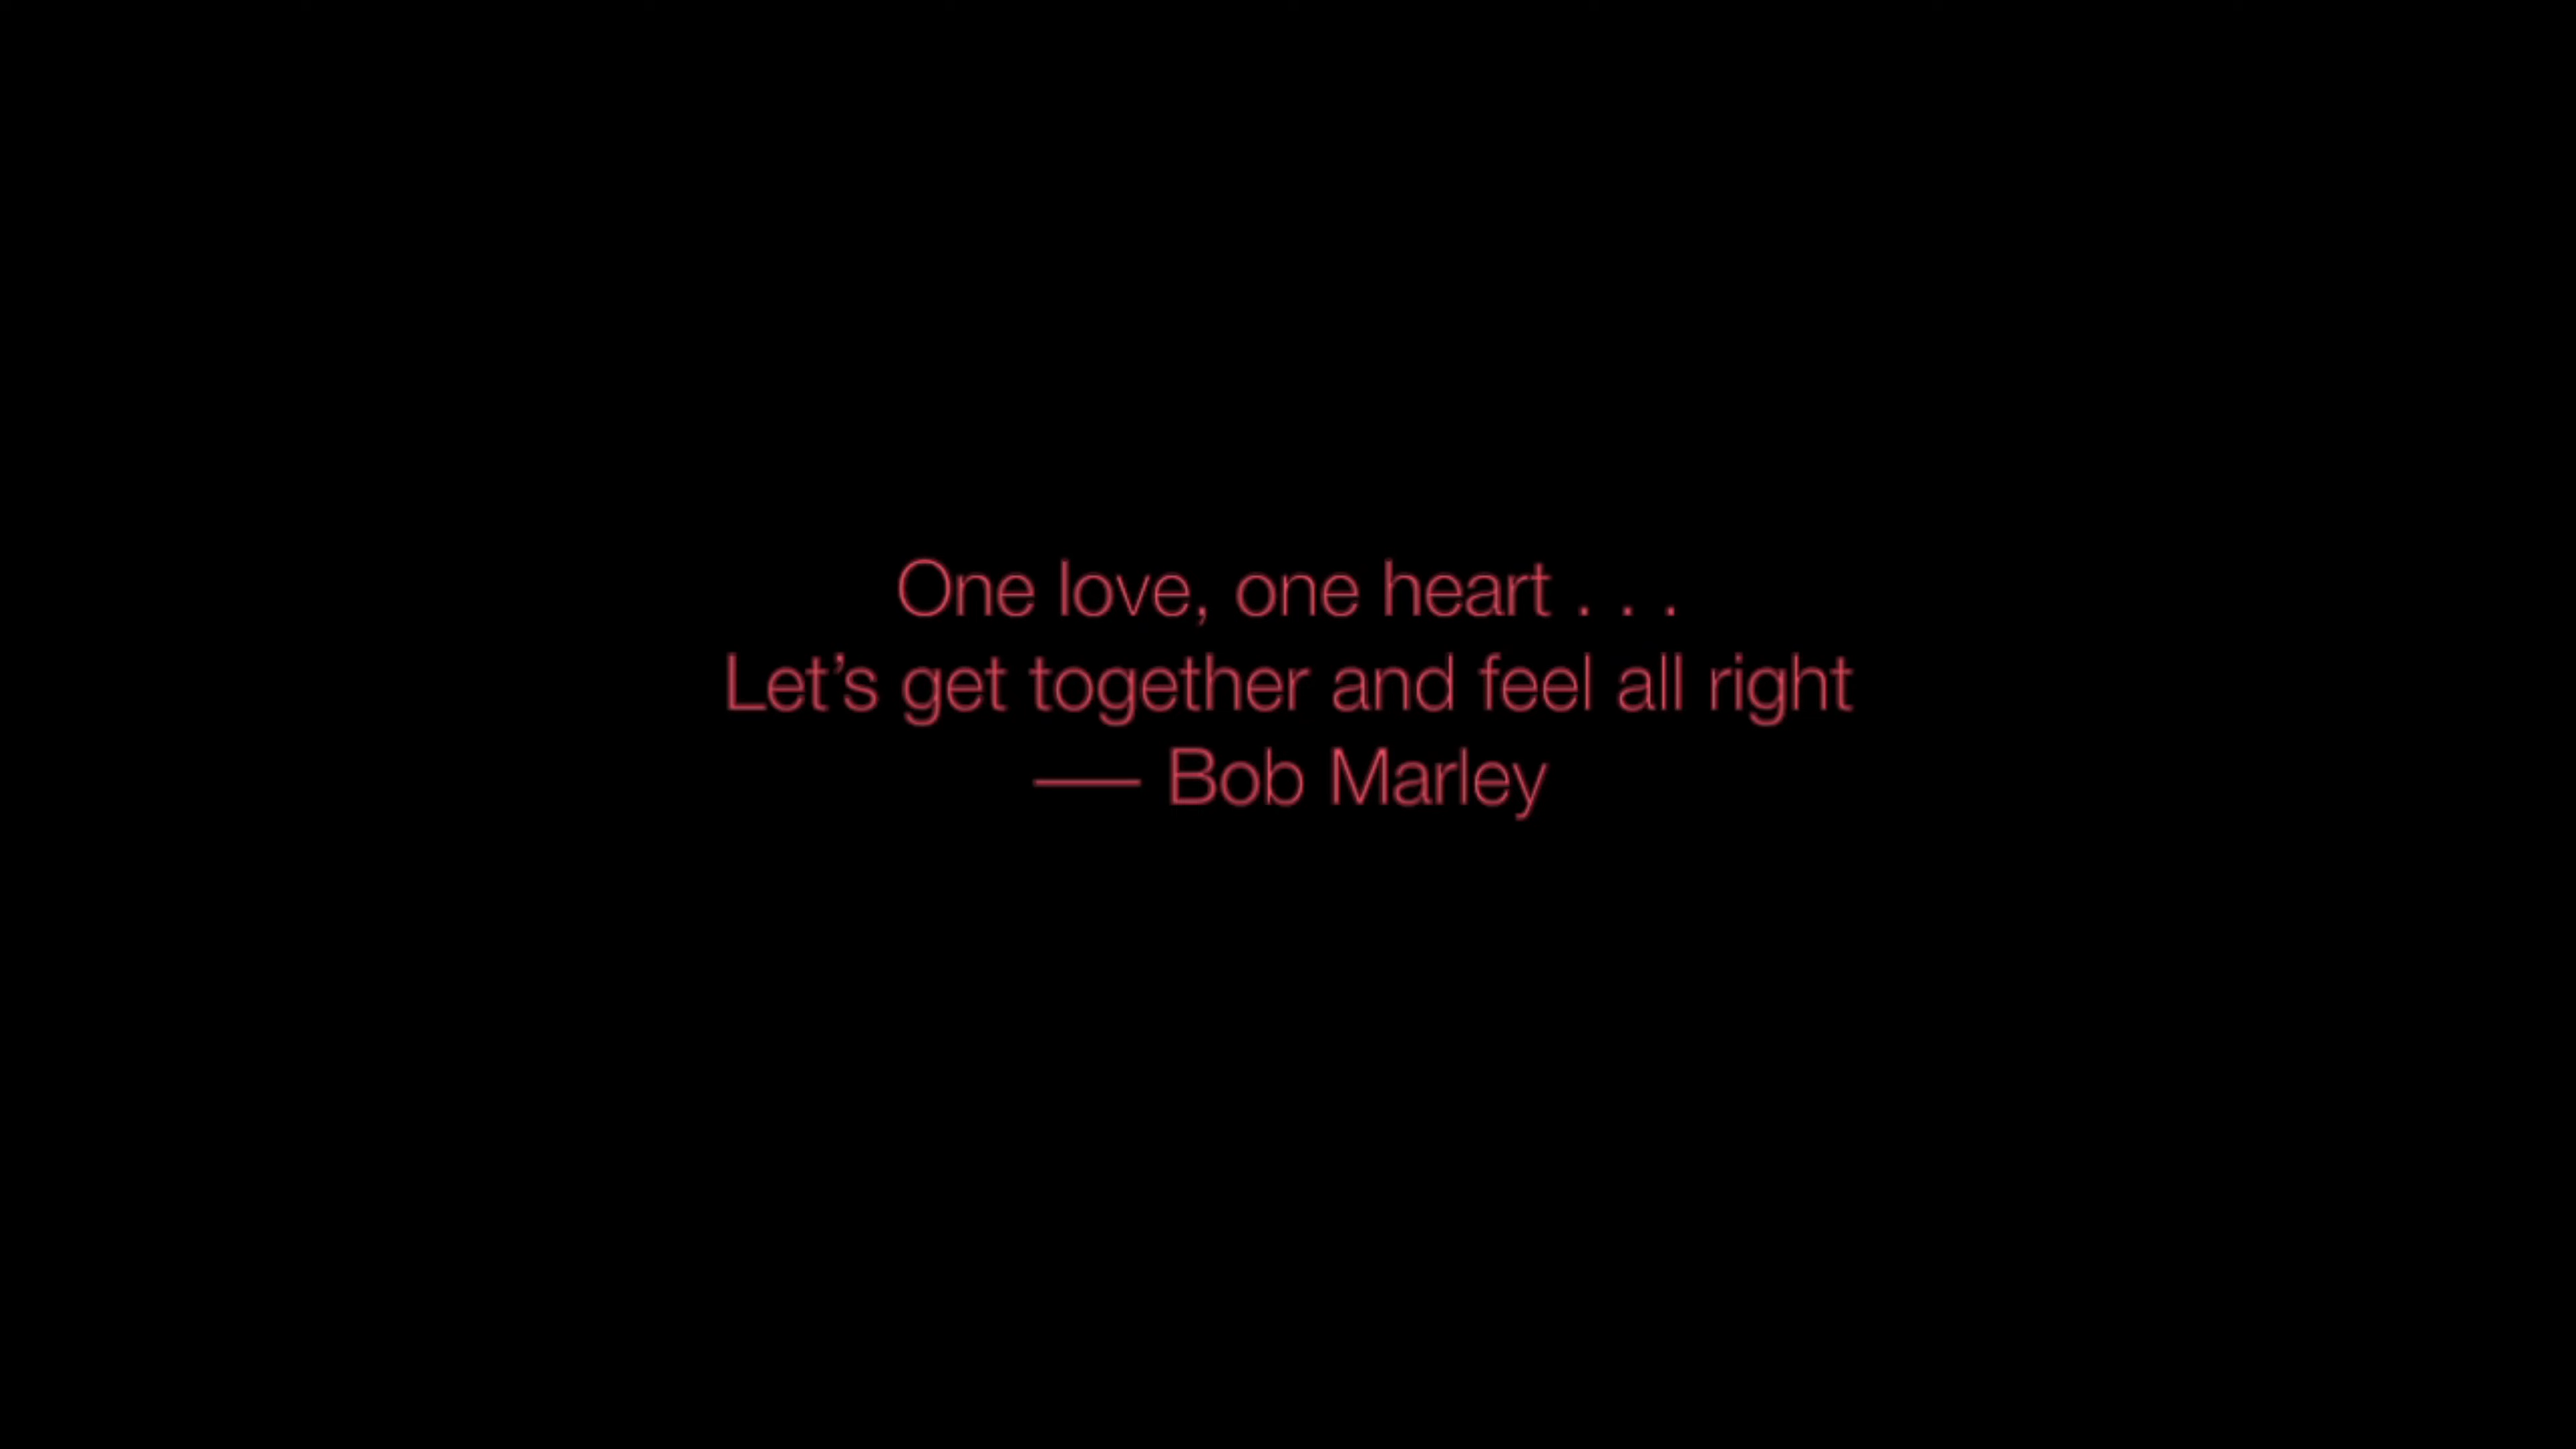 One love, one heart . . .
Let’s get together and feel all right
— Bob Marley